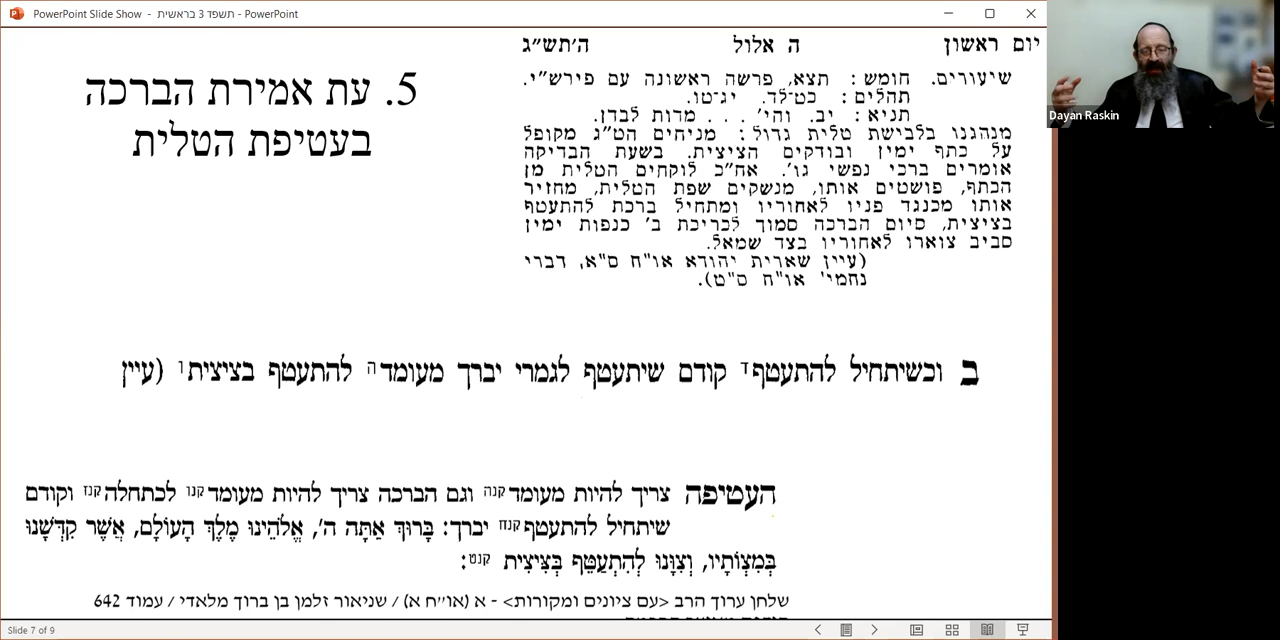 PowerPoint Slide Show - תשפד 3 בראשית - PowerPoint
Dayan Raskin
5. עת אמירת הברכה
בעטיפת הטלית
יום ראשון ה אלול ה'תש"ג
שיעורים. חומש: תצא, פרשה ראשונה עם פירש"י.
תהלים: כט-לד. יג-טו.
תניא: יב. והי' . . . מדות לבדן.
מנהגנו בלבישת טלית גדול: מניחים הט"ג מקופל
על כתף ימין ובודקים הציצית. בשעת הבדיקה
אומרים ברכי נפשי גו'. אח"כ לוקחים הטלית מן
הכתף, פושטים אותו, מנשקים שפת הטלית, מחזיר
אותו מכנגד פניו לאחוריו ומתחיל ברכת להתעטף
בציצית, סיום הברכה סמוך לכריכת ב' כנפות ימין
סביב צוארו לאחוריו בצד שמאל.
(עיין שארית יהודא או"ח ס"א, דברי
נחמי' או"ח ס"ט).
ב וכשיתחיל להתעטף ד קודם שיתעטף לגמרי יברך מעומד ה להתעטף בציצית ו (עיין
העטיפה צריך להיות מעומד קנה וגם הברכה צריך להיות מעומד קנו לכתחלה קנז וקודם
שיתחיל להתעטף קנח יברך: בָּרוּךְ אַתָּה ה', אֱלֹהֵינוּ מֶלֶךְ הָעוֹלָם, אֲשֶׁר קִדְּשָׁנוּ
בְּמִצְוֹתָיו, וְצִוָּנוּ לְהִתְעַטֵּף בְּצִיצִית קנט:
שלחן ערוך הרב <עם ציונים ומקורות> - א (או"ח א) / שניאור זלמן בן ברוך מלאדי / עמוד 642
Slide 7 of 9